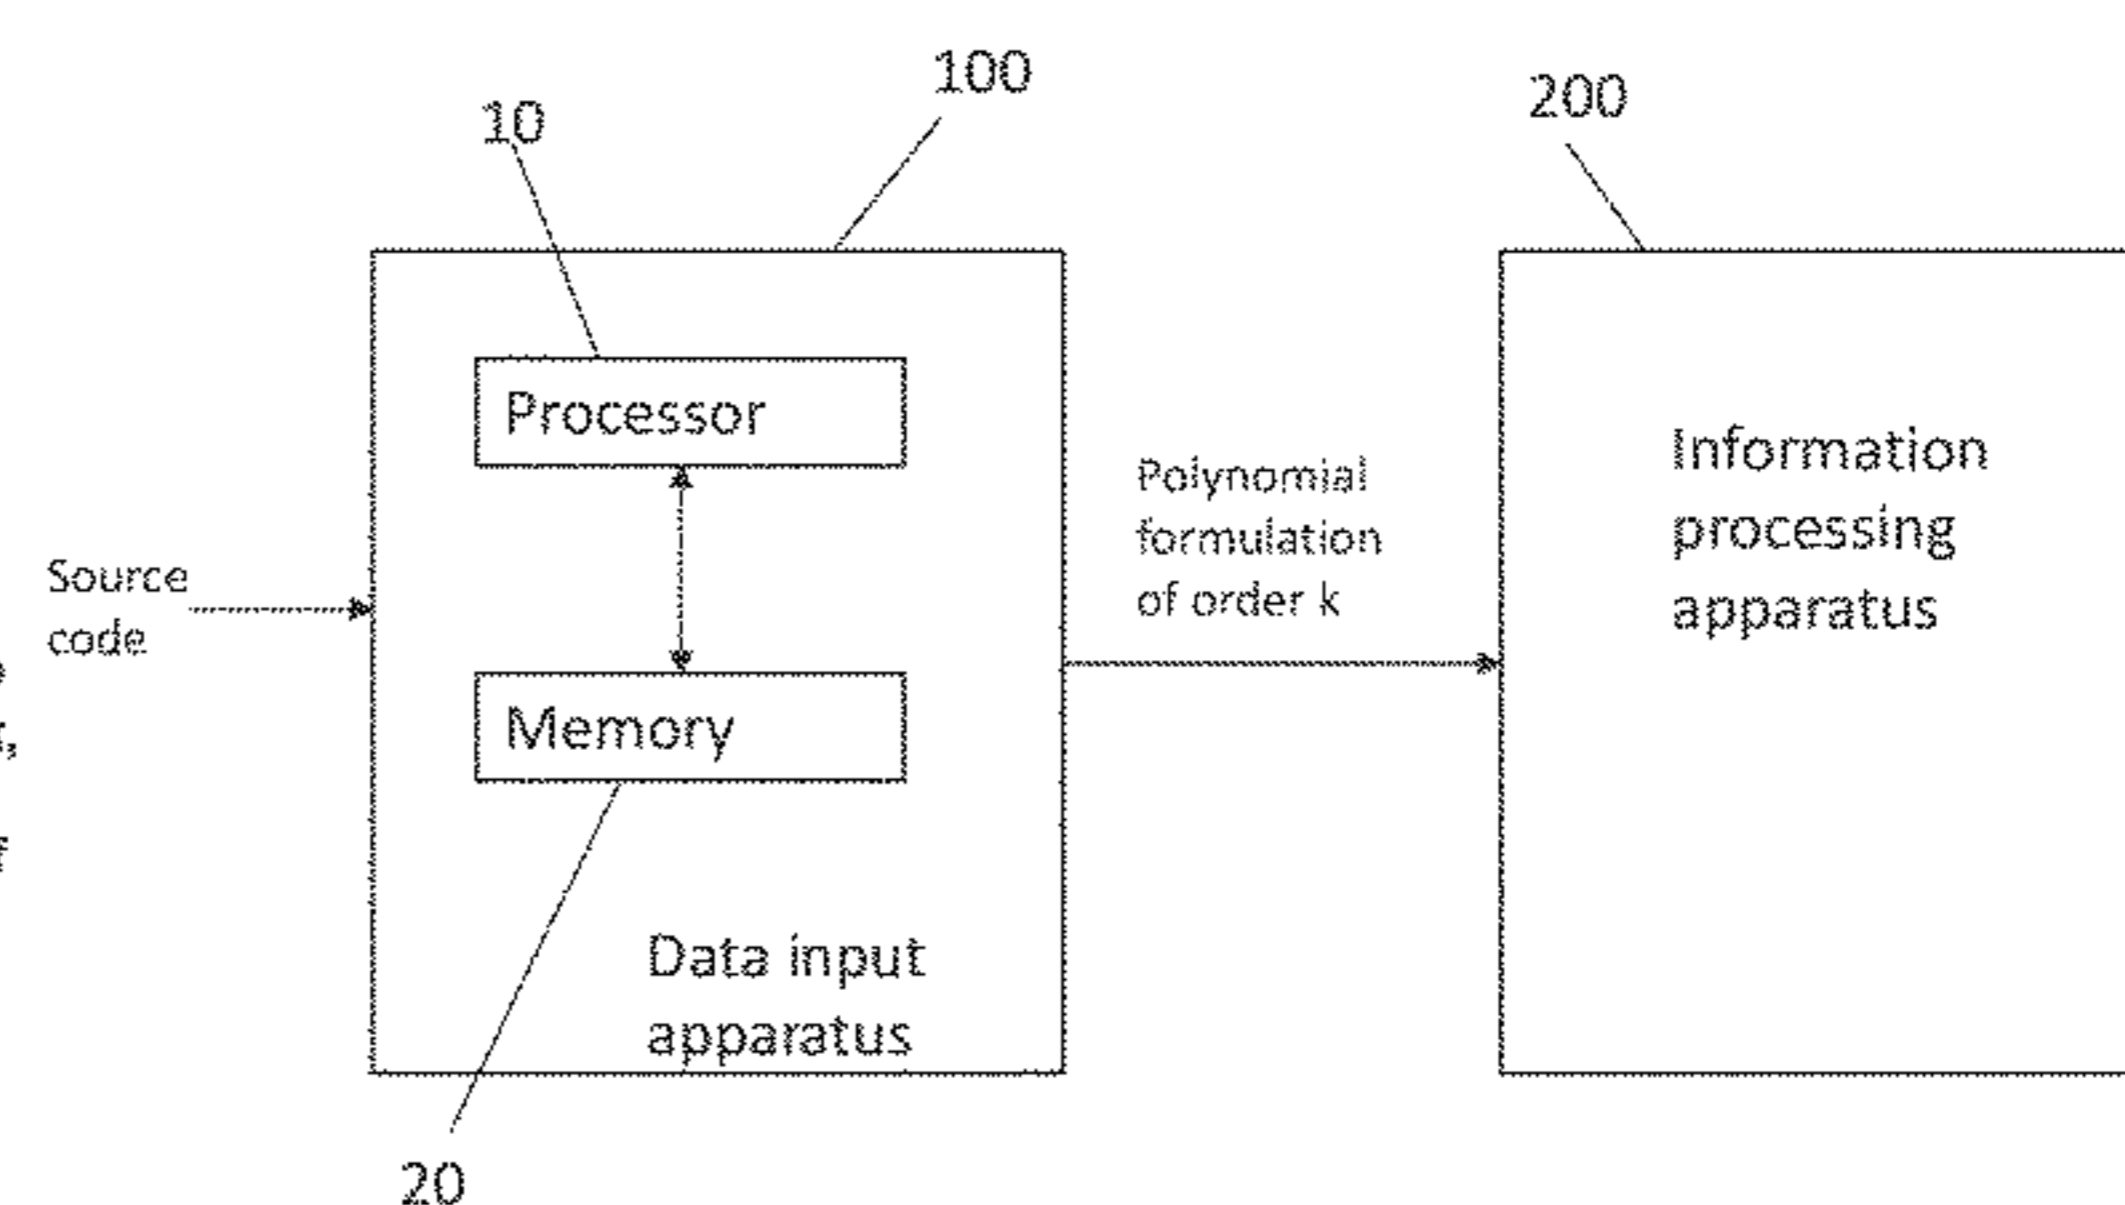 100
200
10
Processor
Information
processing
apparatus
Polynomial
formulation
of order k
Source
code
Memory
Data input
apparatus
20